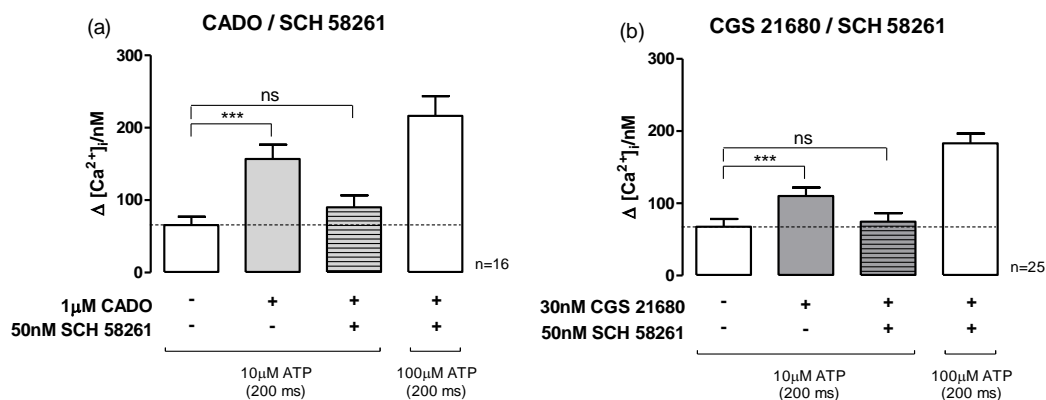 (a)
CADO / SCH 58261
300
200
100
0
Δ [Ca²⁺]ᵢ/nM
ns
***
n=16
1μM CADO - + + +
50nM SCH 58261 - - + +
10μM ATP
(200 ms)
100μM ATP
(200 ms)
(b)
CGS 21680 / SCH 58261
300
200
100
0
Δ [Ca²⁺]ᵢ/nM
ns
***
n=25
30nM CGS 21680 - + + +
50nM SCH 58261 - - + +
10μM ATP
(200 ms)
100μM ATP
(200 ms)